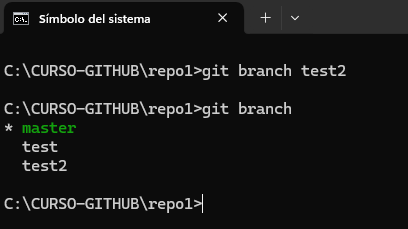 Símbolo del sistema
C:\CURSO-GITHUB\repo1>git branch test2
C:\CURSO-GITHUB\repo1>git branch
* master
  test
  test2
C:\CURSO-GITHUB\repo1>